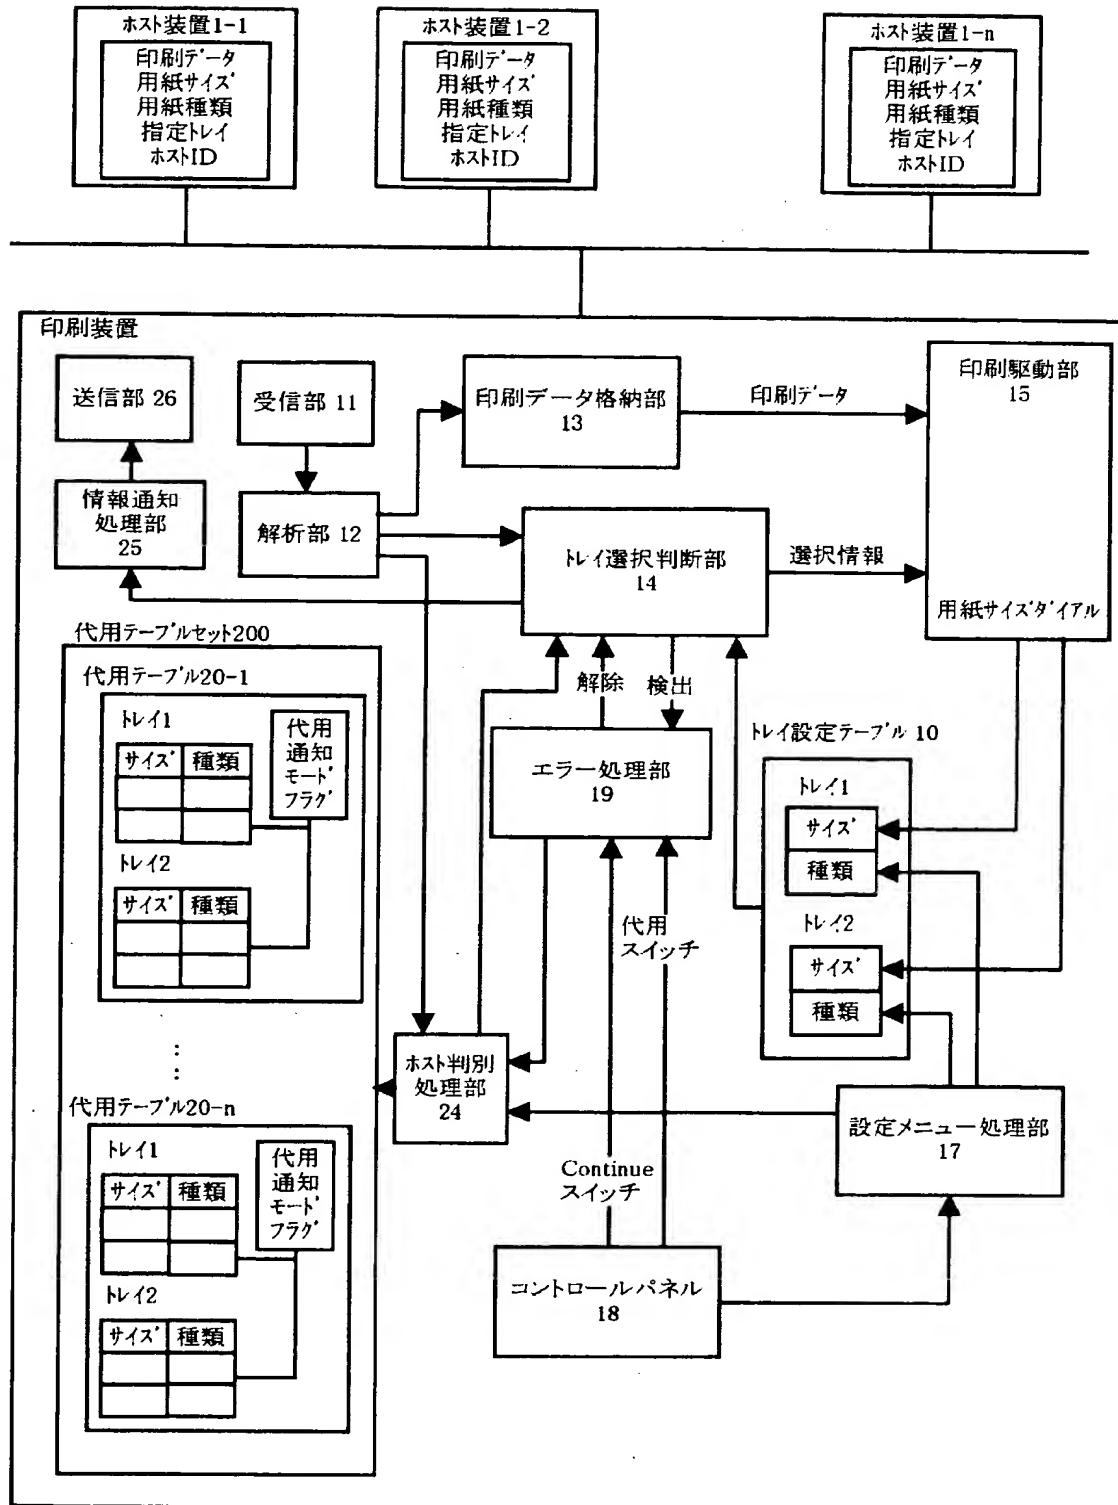 ホスト装置1-1
印刷データ
用紙サイズ
用紙種類
指定トレイ
ホストID
ホスト装置1-2
印刷データ
用紙サイズ
用紙種類
指定トレイ
ホストID
ホスト装置1-n
印刷データ
用紙サイズ
用紙種類
指定トレイ
ホストID
印刷装置
送信部 26
受信部 11
印刷データ格納部
13
印刷データ
印刷駆動部
15
用紙サイズダイアル
情報通知
処理部
25
解析部 12
トレイ選択判断部
14
選択情報
代用テーブルセット200
代用テーブル20-1
トレイ1
サイズ 種類
代用
通知
モード
フラグ
トレイ2
サイズ 種類
⋮
代用テーブル20-n
トレイ1
サイズ 種類
代用
通知
モード
フラグ
トレイ2
サイズ 種類
解除
検出
エラー処理部
19
トレイ設定テーブル 10
トレイ1
サイズ
種類
トレイ2
サイズ
種類
代用
スイッチ
ホスト判別
処理部
24
設定メニュー処理部
17
Continue
スイッチ
コントロールパネル
18